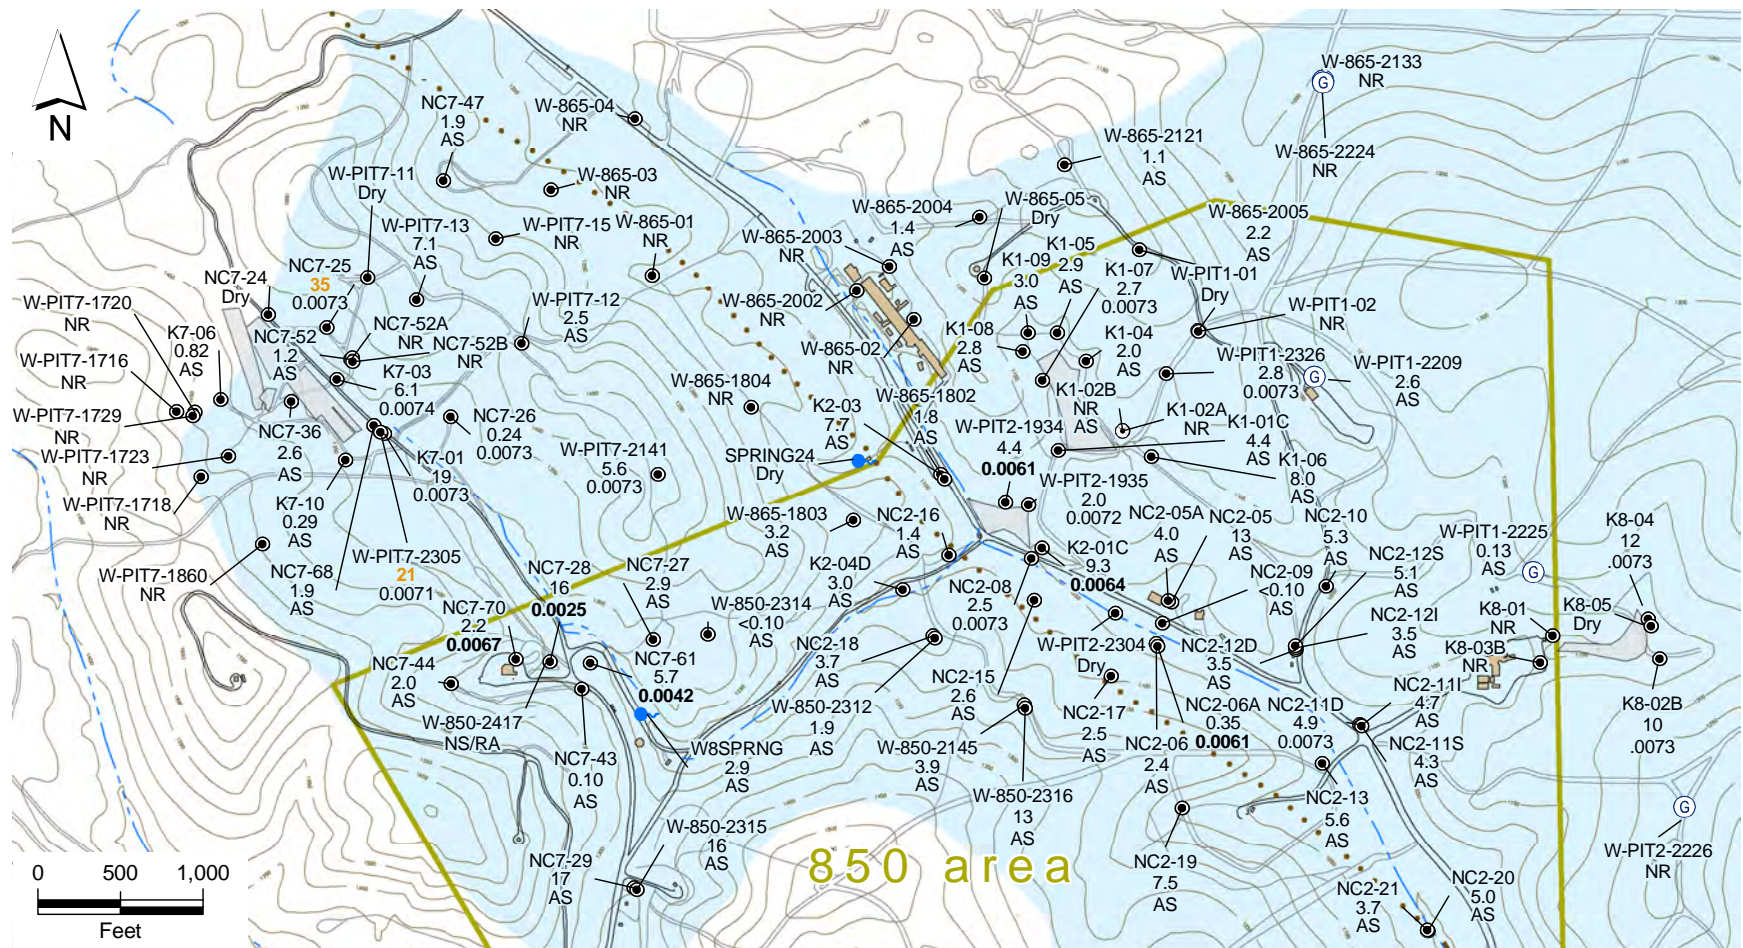 N
NC7-47
1.9
AS
W-865-04
NR
W-865-2133
NR
W-865-2224
NR
W-865-2121
1.1
AS
W-PIT7-11
Dry
W-865-03
NR
W-PIT7-13
7.1
AS
W-PIT7-15
NR
W-865-01
NR
W-865-2004
1.4
AS
W-865-05
Dry
W-865-2005
2.2
AS
W-865-2003
NR
K1-09
3.0
AS
K1-05
2.9
AS
K1-07
2.7
0.0073
W-PIT1-01
Dry
NC7-24
Dry
NC7-25
35
0.0073
W-PIT7-1720
NR
W-PIT7-12
2.5
AS
W-865-2002
NR
W-PIT1-02
NR
K7-06
0.82
AS
NC7-52
1.2
AS
NC7-52A
NR
NC7-52B
NR
W-865-02
NR
K1-08
2.8
AS
K1-04
2.0
AS
W-PIT1-2326
2.8
0.0073
W-PIT1-2209
2.6
AS
W-PIT7-1716
NR
K7-03
6.1
0.0074
W-865-1804
NR
W-865-1802
1.8
AS
K1-02B
NR
AS
K1-02A
NR
W-PIT7-1729
NR
NC7-36
2.6
AS
NC7-26
0.24
0.0073
K2-03
7.7
AS
W-PIT2-1934
4.4
0.0061
K1-01C
4.4
AS
W-PIT7-1723
NR
K7-01
19
0.0073
W-PIT7-2141
5.6
0.0073
SPRING24
Dry
K1-06
8.0
AS
W-PIT7-1718
NR
K7-10
0.29
AS
W-PIT2-1935
2.0
0.0072
W-865-1803
3.2
AS
NC2-16
1.4
AS
NC2-05A
4.0
AS
NC2-05
13
AS
NC2-10
5.3
AS
W-PIT1-2225
0.13
AS
K8-04
12
.0073
W-PIT7-1860
NR
NC7-68
1.9
AS
W-PIT7-2305
21
0.0071
NC7-28
16
0.0025
NC7-27
2.9
AS
K2-04D
3.0
AS
K2-01C
9.3
0.0064
NC2-09
<0.10
AS
NC2-12S
5.1
AS
NC7-70
2.2
0.0067
W-850-2314
<0.10
AS
NC2-08
2.5
0.0073
K8-01
NR
K8-05
Dry
NC2-12I
3.5
AS
NC7-44
2.0
AS
NC7-61
5.7
0.0042
NC2-18
3.7
AS
W-PIT2-2304
Dry
NC2-12D
3.5
AS
K8-03B
NR
NC2-15
2.6
AS
NC2-11I
4.7
AS
W-850-2417
NS/RA
W-850-2312
1.9
AS
NC2-17
2.5
AS
NC2-06A
0.35
0.0061
NC2-11D
4.9
0.0073
K8-02B
10
.0073
NC7-43
0.10
AS
W8SPRNG
2.9
AS
W-850-2145
3.9
AS
NC2-06
2.4
AS
NC2-11S
4.3
AS
W-850-2316
13
AS
NC2-13
5.6
AS
W-850-2315
16
AS
W-PIT2-2226
NR
NC7-29
17
AS
850 area
NC2-19
7.5
AS
NC2-21
3.7
AS
NC2-20
5.0
AS
G
G
G
G
0 500 1,000
Feet